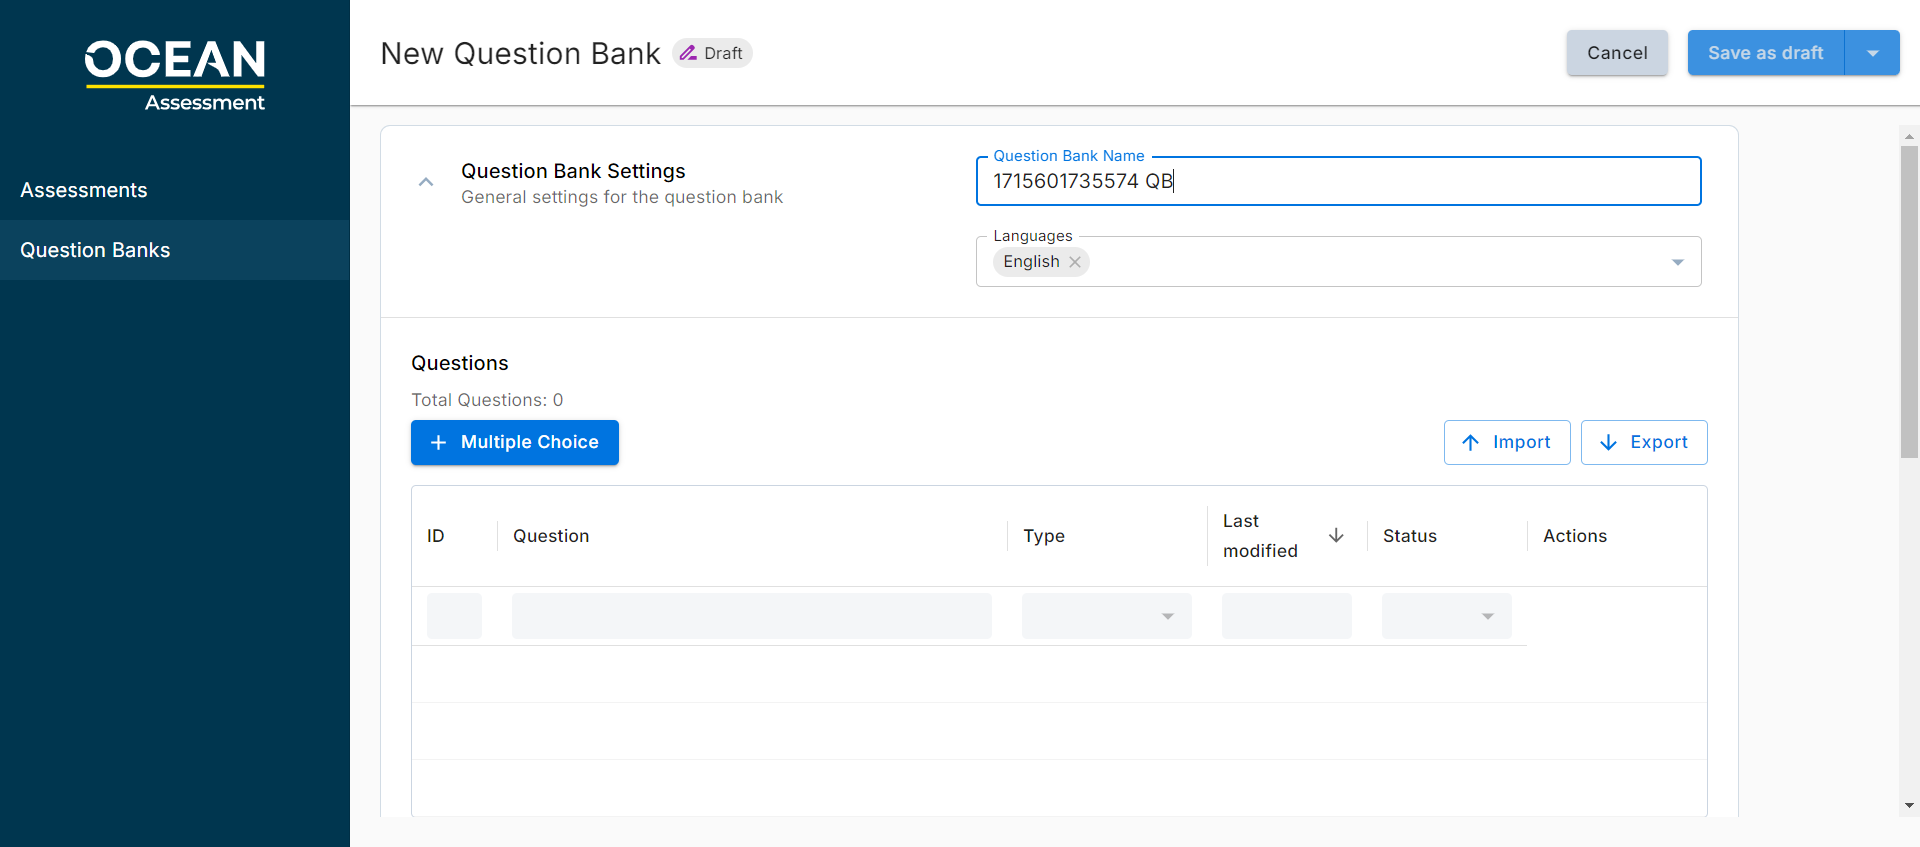 OCEAN
Assessment
Assessments
Question Banks
New Question Bank
Draft
Cancel
Save as draft
Question Bank Settings
General settings for the question bank
Question Bank Name
1715601735574 QB
Languages
English
Questions
Total Questions: 0
Multiple Choice
Import
Export
ID
Question
Type
Last
modified
Status
Actions